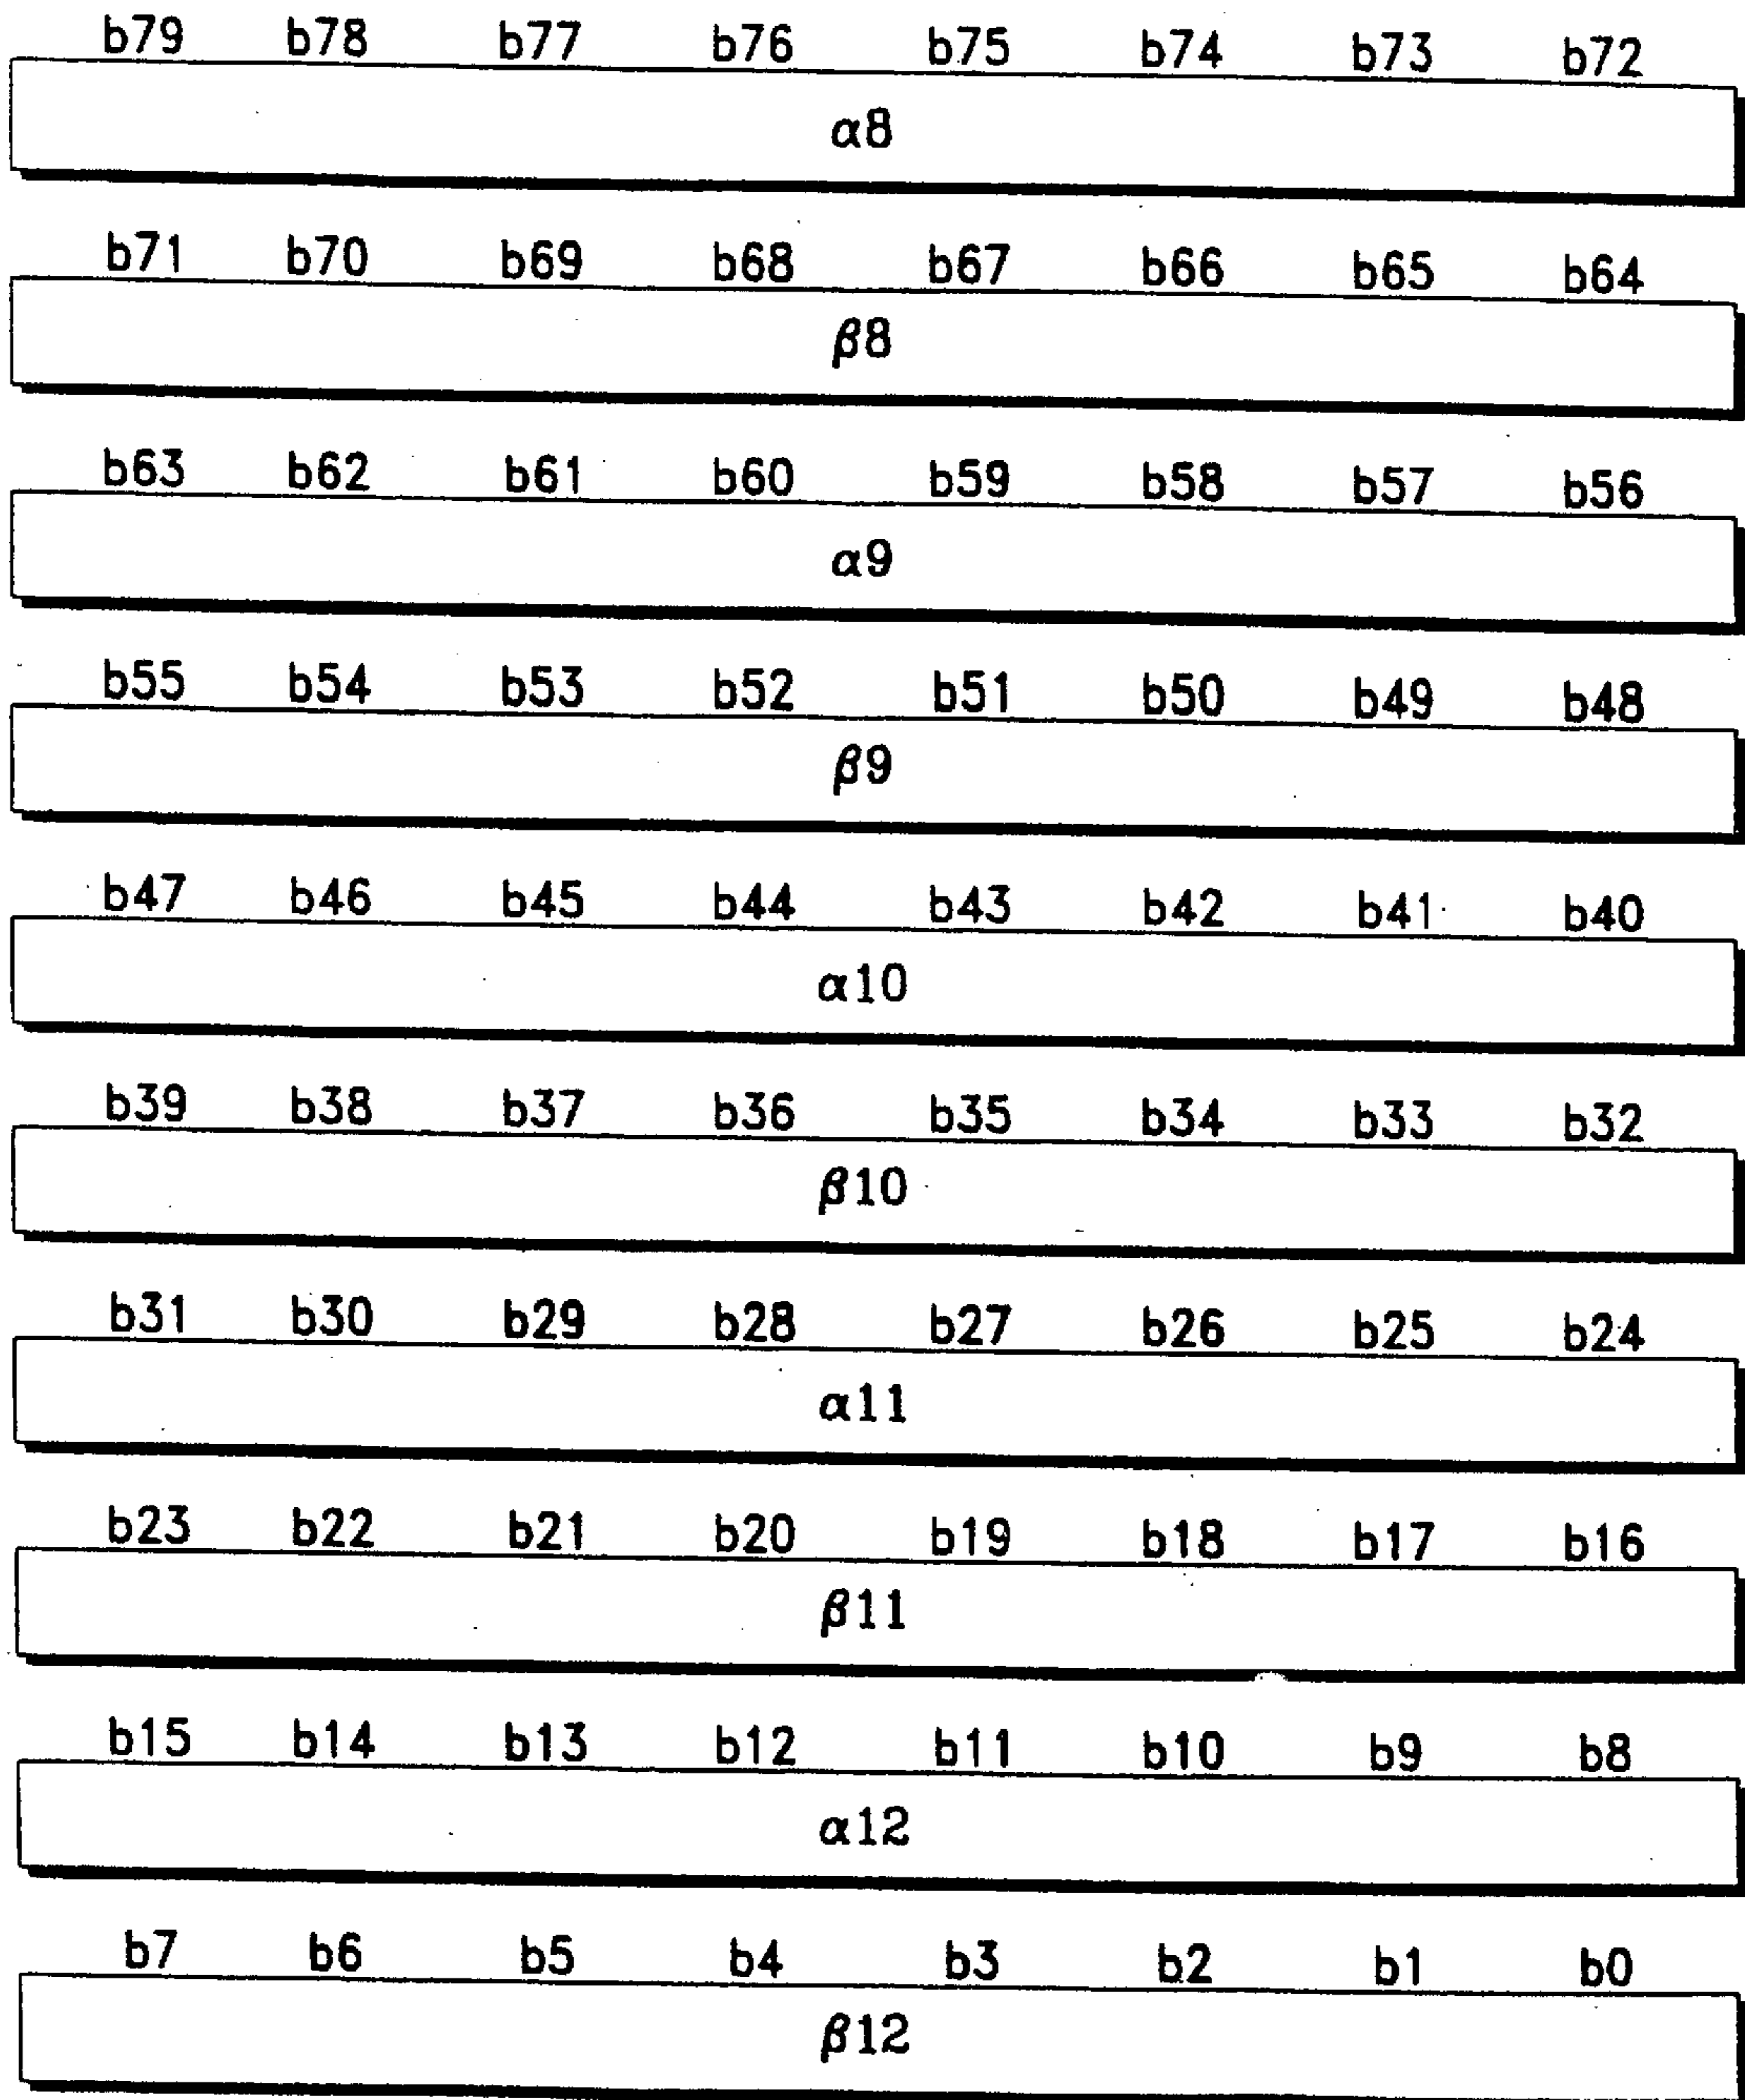 b79 b78 b77 b76 b75 b74 b73 b72
α8
b71 b70 b69 b68 b67 b66 b65 b64
β8
b63 b62 b61 b60 b59 b58 b57 b56
α9
b55 b54 b53 b52 b51 b50 b49 b48
β9
b47 b46 b45 b44 b43 b42 b41 b40
α10
b39 b38 b37 b36 b35 b34 b33 b32
β10
b31 b30 b29 b28 b27 b26 b25 b24
α11
b23 b22 b21 b20 b19 b18 b17 b16
β11
b15 b14 b13 b12 b11 b10 b9 b8
α12
b7 b6 b5 b4 b3 b2 b1 b0
β12